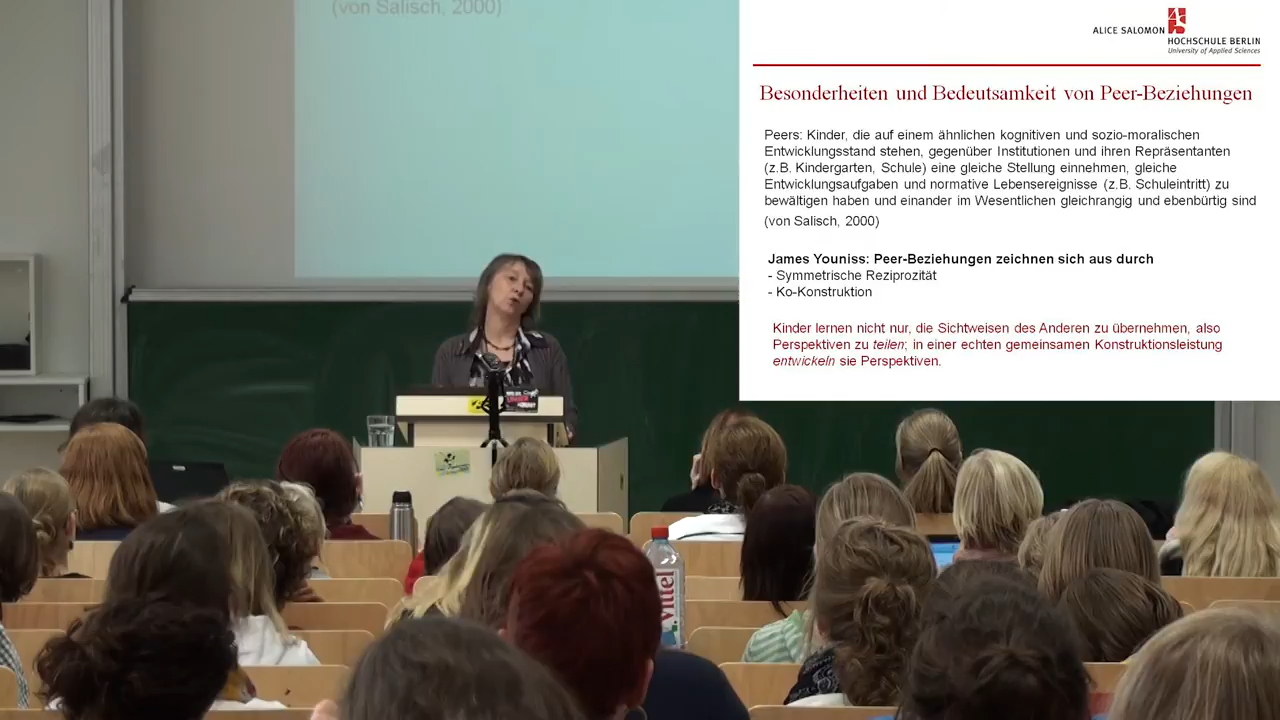 (von Salisch, 2000)
ALICE SALOMON
HOCHSCHULE BERLIN
University of Applied Sciences
Besonderheiten und Bedeutsamkeit von Peer-Beziehungen
Peers: Kinder, die auf einem ähnlichen kognitiven und sozio-moralischen
Entwicklungsstand stehen, gegenüber Institutionen und ihren Repräsentanten
(z.B. Kindergarten, Schule) eine gleiche Stellung einnehmen, gleiche
Entwicklungsaufgaben und normative Lebensereignisse (z.B. Schuleintritt) zu
bewältigen haben und einander im Wesentlichen gleichrangig und ebenbürtig sind
(von Salisch, 2000)
James Youniss: Peer-Beziehungen zeichnen sich aus durch
- Symmetrische Reziprozität
- Ko-Konstruktion
Kinder lernen nicht nur, die Sichtweisen des Anderen zu übernehmen, also
Perspektiven zu teilen; in einer echten gemeinsamen Konstruktionsleistung
entwickeln sie Perspektiven.
Vittel